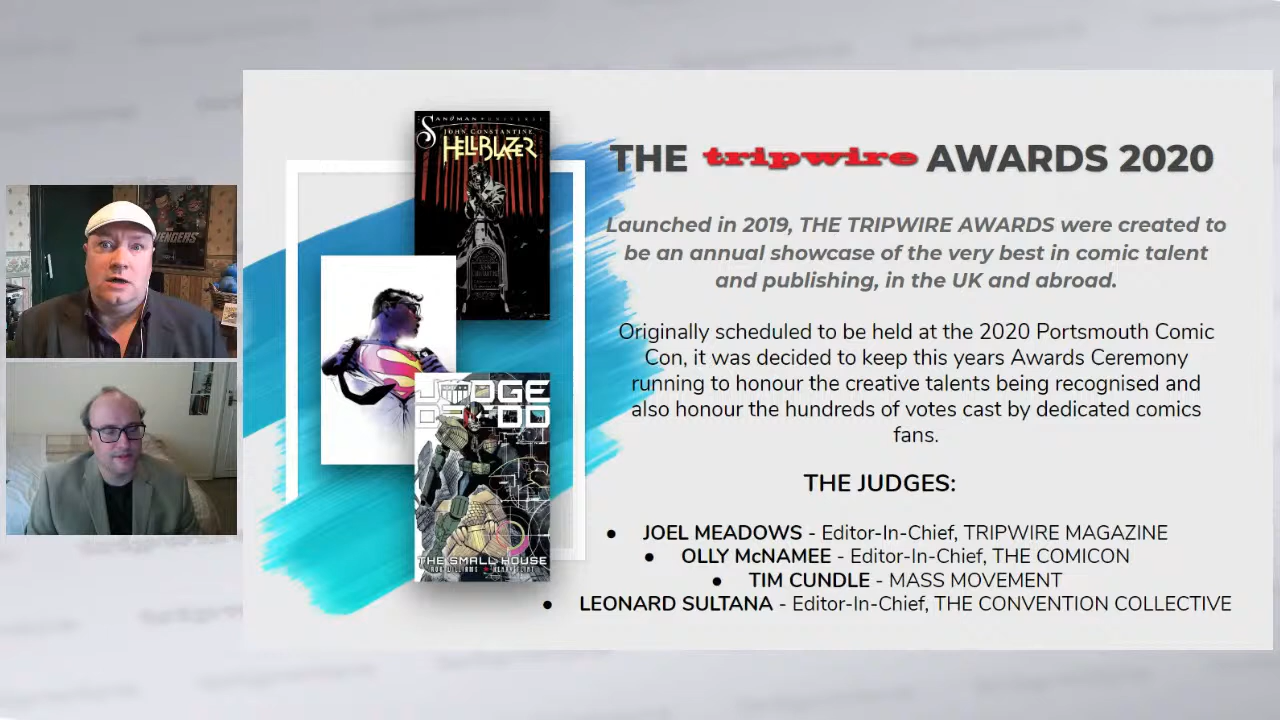 THE tripwire AWARDS 2020
Launched in 2019, THE TRIPWIRE AWARDS were created to
be an annual showcase of the very best in comic talent
and publishing, in the UK and abroad.
Originally scheduled to be held at the 2020 Portsmouth Comic
Con, it was decided to keep this years Awards Ceremony
running to honour the creative talents being recognised and
also honour the hundreds of votes cast by dedicated comics
fans.
THE JUDGES:
● JOEL MEADOWS - Editor-In-Chief, TRIPWIRE MAGAZINE
● OLLY McNAMEE - Editor-In-Chief, THE COMICON
● TIM CUNDLE - MASS MOVEMENT
● LEONARD SULTANA - Editor-In-Chief, THE CONVENTION COLLECTIVE
SANDMAN UNIVERSE
JOHN CONSTANTINE
HELLBLAZER
JUDGE
DREDD
THE SMALL HOUSE
ROB WILLIAMS ★ HENRY FLINT